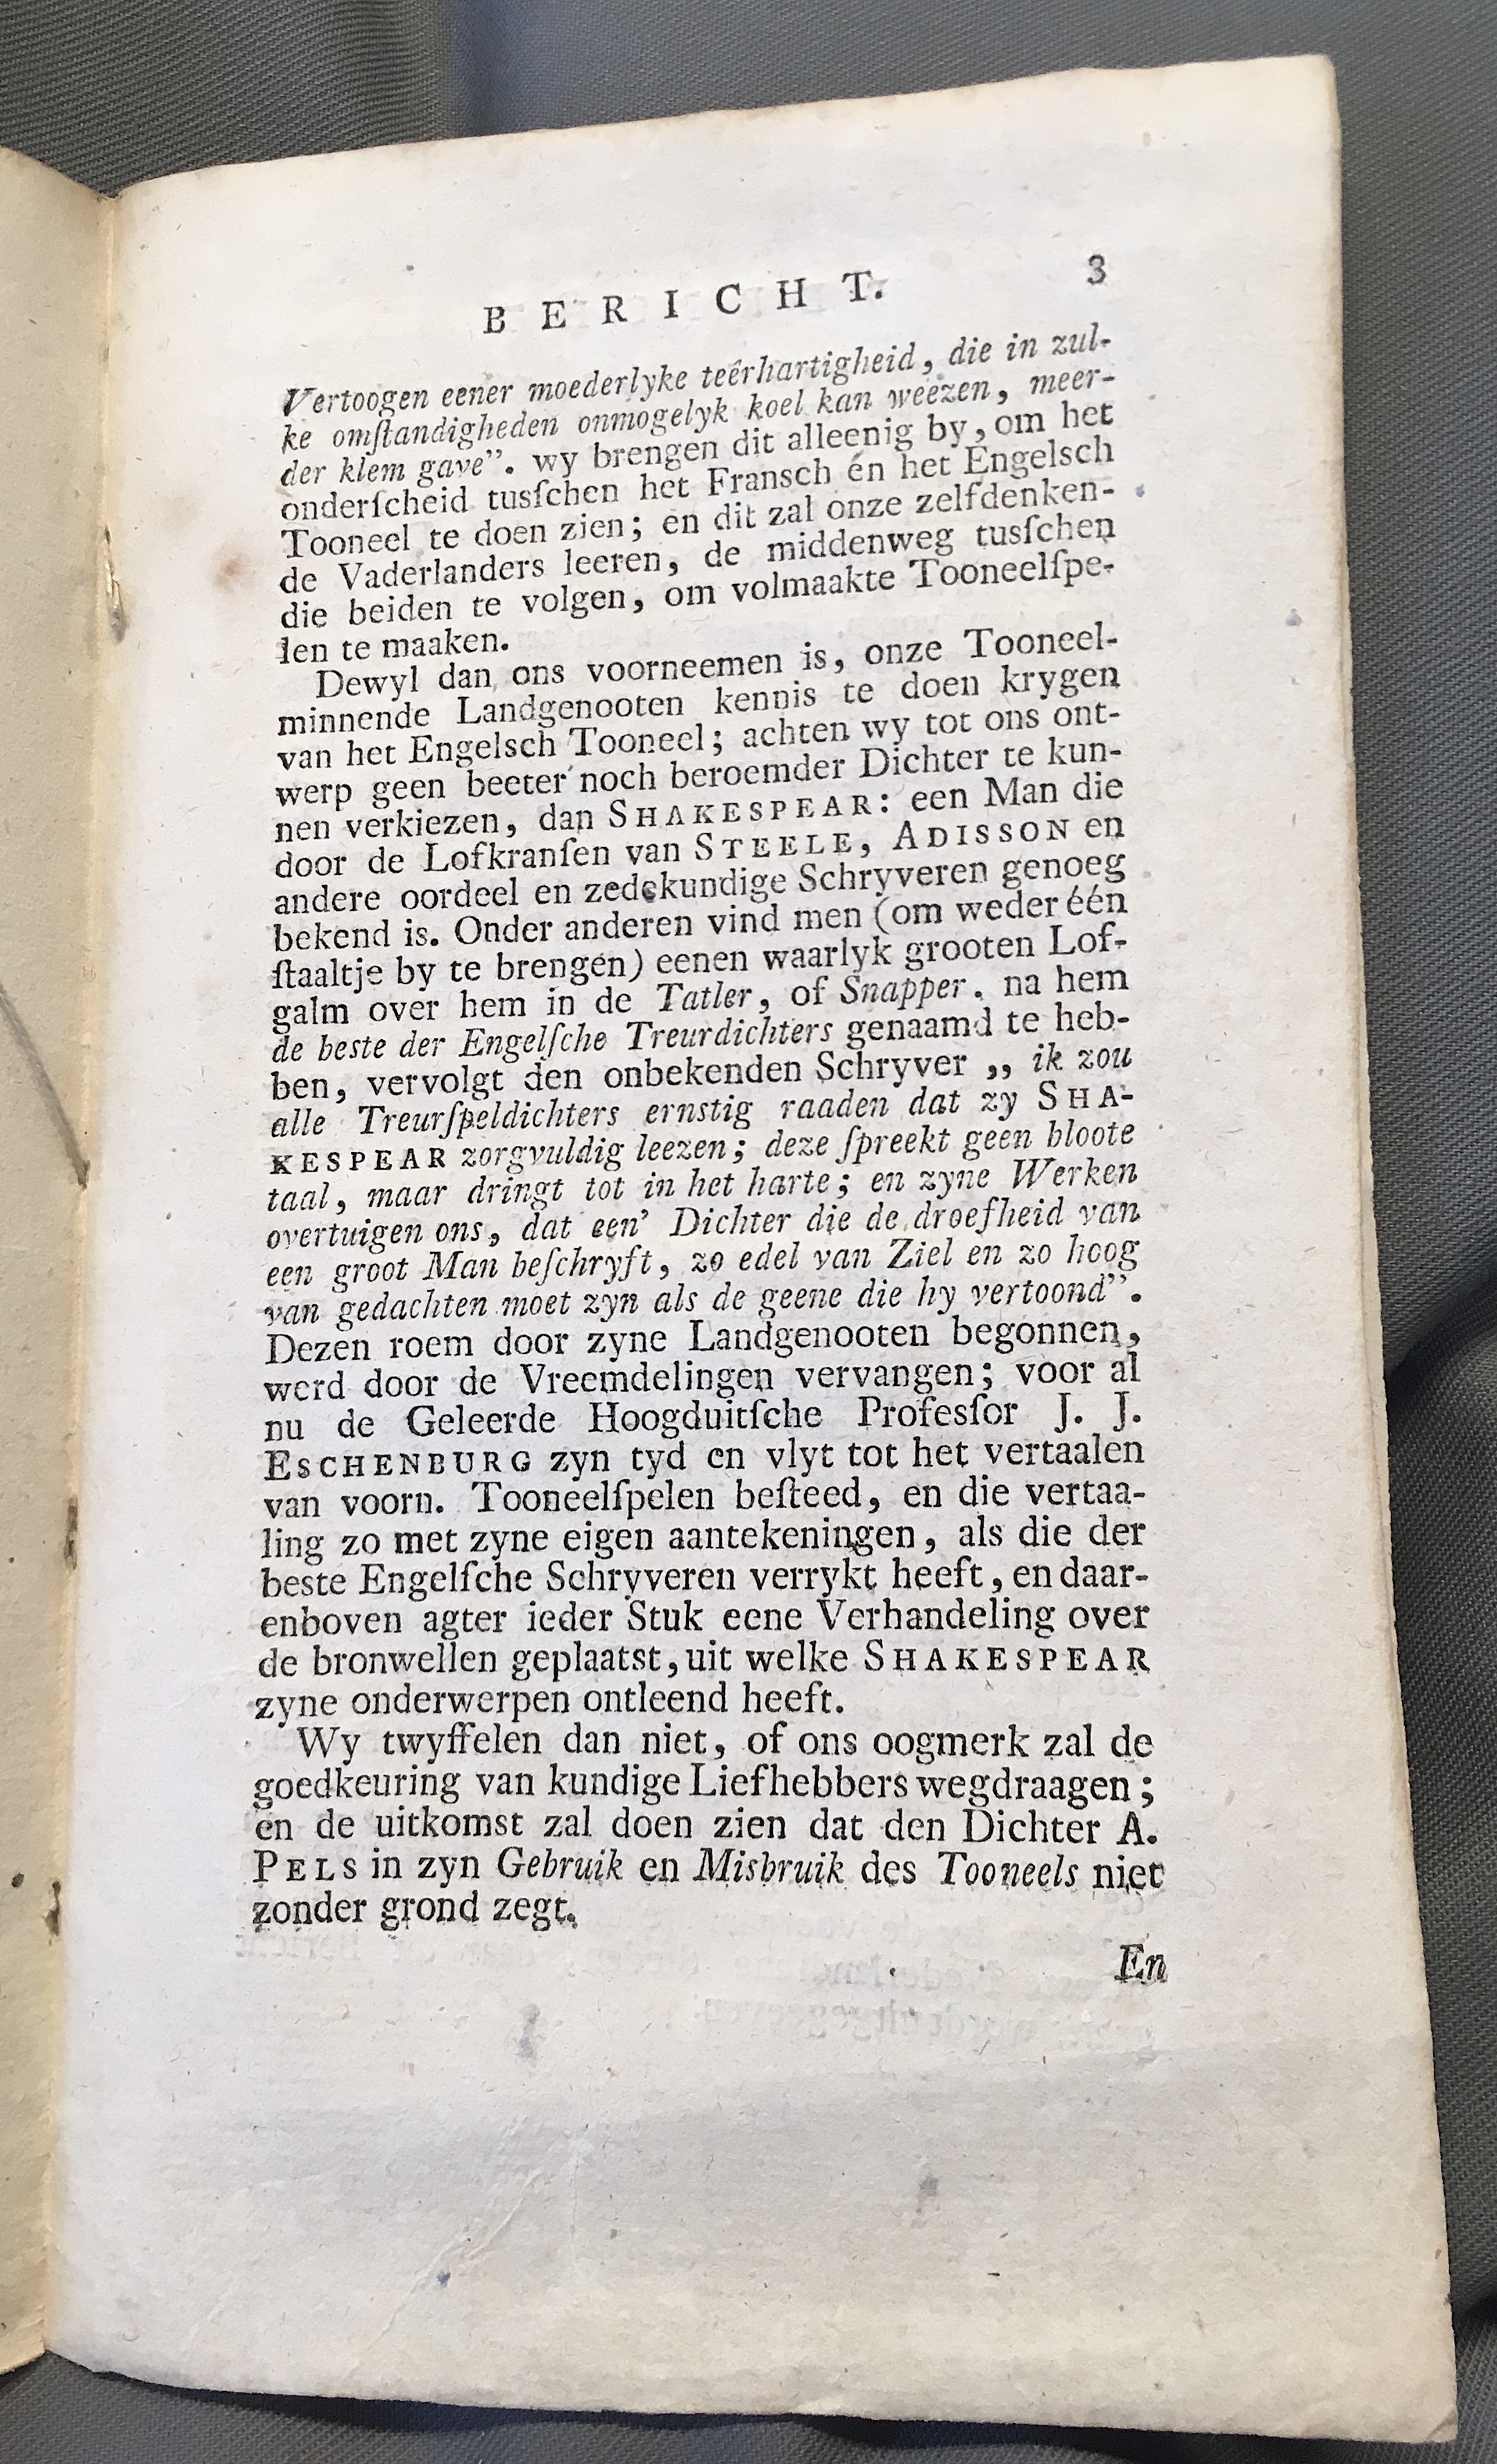 BERICHT. 3
Vertoogen eener moederlyke teêrhartigheid, die in zul-
ke omſtandigheden onmogelyk koel kan weezen, meer-
der klem gave”. wy brengen dit alleenig by, om het
onderſcheid tusſchen het Fransch én het Engelsch
Tooneel te doen zien; en dit zal onze zelfdenken-
de Vaderlanders leeren, de middenweg tusſchen
die beiden te volgen, om volmaakte Tooneelſpe-
len te maaken.
Dewyl dan ons voorneemen is, onze Tooneel-
minnende Landgenooten kennis te doen krygen
van het Engelsch Tooneel; achten wy tot ons ont-
werp geen beeter noch beroemder Dichter te kun-
nen verkiezen, dan SHAKESPEAR: een Man die
door de Lofkranſen van STEELE, ADISSON en
andere oordeel en zedekundige Schryveren genoeg
bekend is. Onder anderen vind men (om weder één
ſtaaltje by te brengen) eenen waarlyk grooten Lof-
galm over hem in de Tatler, of Snapper. na hem
de beste der Engelſche Treurdichters genaamd te heb-
ben, vervolgt den onbekenden Schryver „ ik zou
alle Treurſpeldichters ernstig raaden dat zy SHA-
KESPEAR zorgvuldig leezen; deze ſpreekt geen bloote
taal, maar dringt tot in het harte; en zyne Werken
overtuigen ons, dat een’ Dichter die de droefheid van
een groot Man beſchryft, zo edel van Ziel en zo hoog
van gedachten moet zyn als de geene die hy vertoond”.
Dezen roem door zyne Landgenooten begonnen,
werd door de Vreemdelingen vervangen; voor al
nu de Geleerde Hoogduitſche Profesſor J. J.
ESCHENBURG zyn tyd en vlyt tot het vertaalen
van voorn. Tooneelſpelen beſteed, en die vertaa-
ling zo met zyne eigen aantekeningen, als die der
beste Engelſche Schryveren verrykt heeft, en daar-
enboven agter ieder Stuk eene Verhandeling over
de bronwellen geplaatst, uit welke SHAKESPEAR
zyne onderwerpen ontleend heeft.
Wy twyffelen dan niet, of ons oogmerk zal de
goedkeuring van kundige Liefhebbers wegdraagen;
en de uitkomst zal doen zien dat den Dichter A.
PELS in zyn Gebruik en Misbruik des Tooneels niet
zonder grond zegt.
En